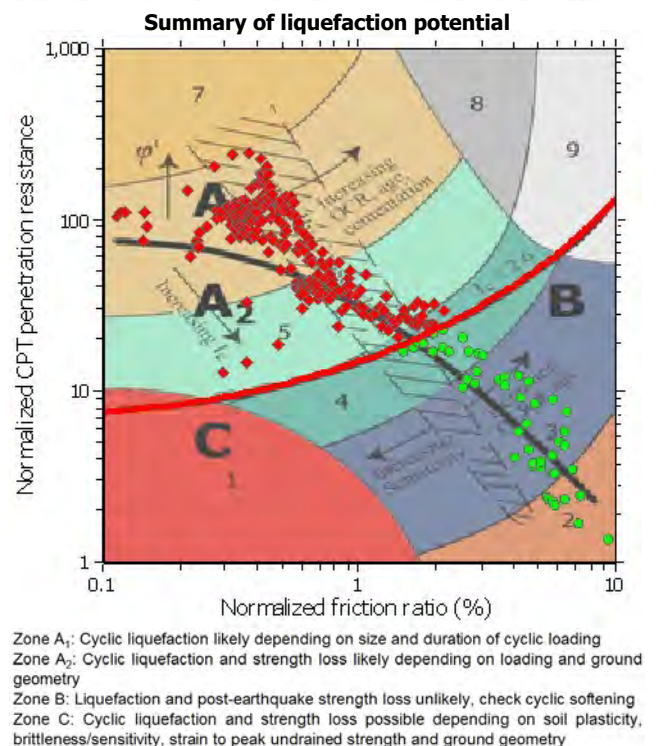 Summary of liquefaction potential
1,000
100
10
1
Normalized CPT penetration resistance
7
8
9
φ'
A
Increasing
OCR, age,
cementation
A2
Increasing Ic
5
Ic = 2.6
B
4
C
1
Increasing
Sensitivity
3
2
0.1
1
10
Normalized friction ratio (%)
Zone A1: Cyclic liquefaction likely depending on size and duration of cyclic loading
Zone A2: Cyclic liquefaction and strength loss likely depending on loading and ground
geometry
Zone B: Liquefaction and post-earthquake strength loss unlikely, check cyclic softening
Zone C: Cyclic liquefaction and strength loss possible depending on soil plasticity,
brittleness/sensitivity, strain to peak undrained strength and ground geometry